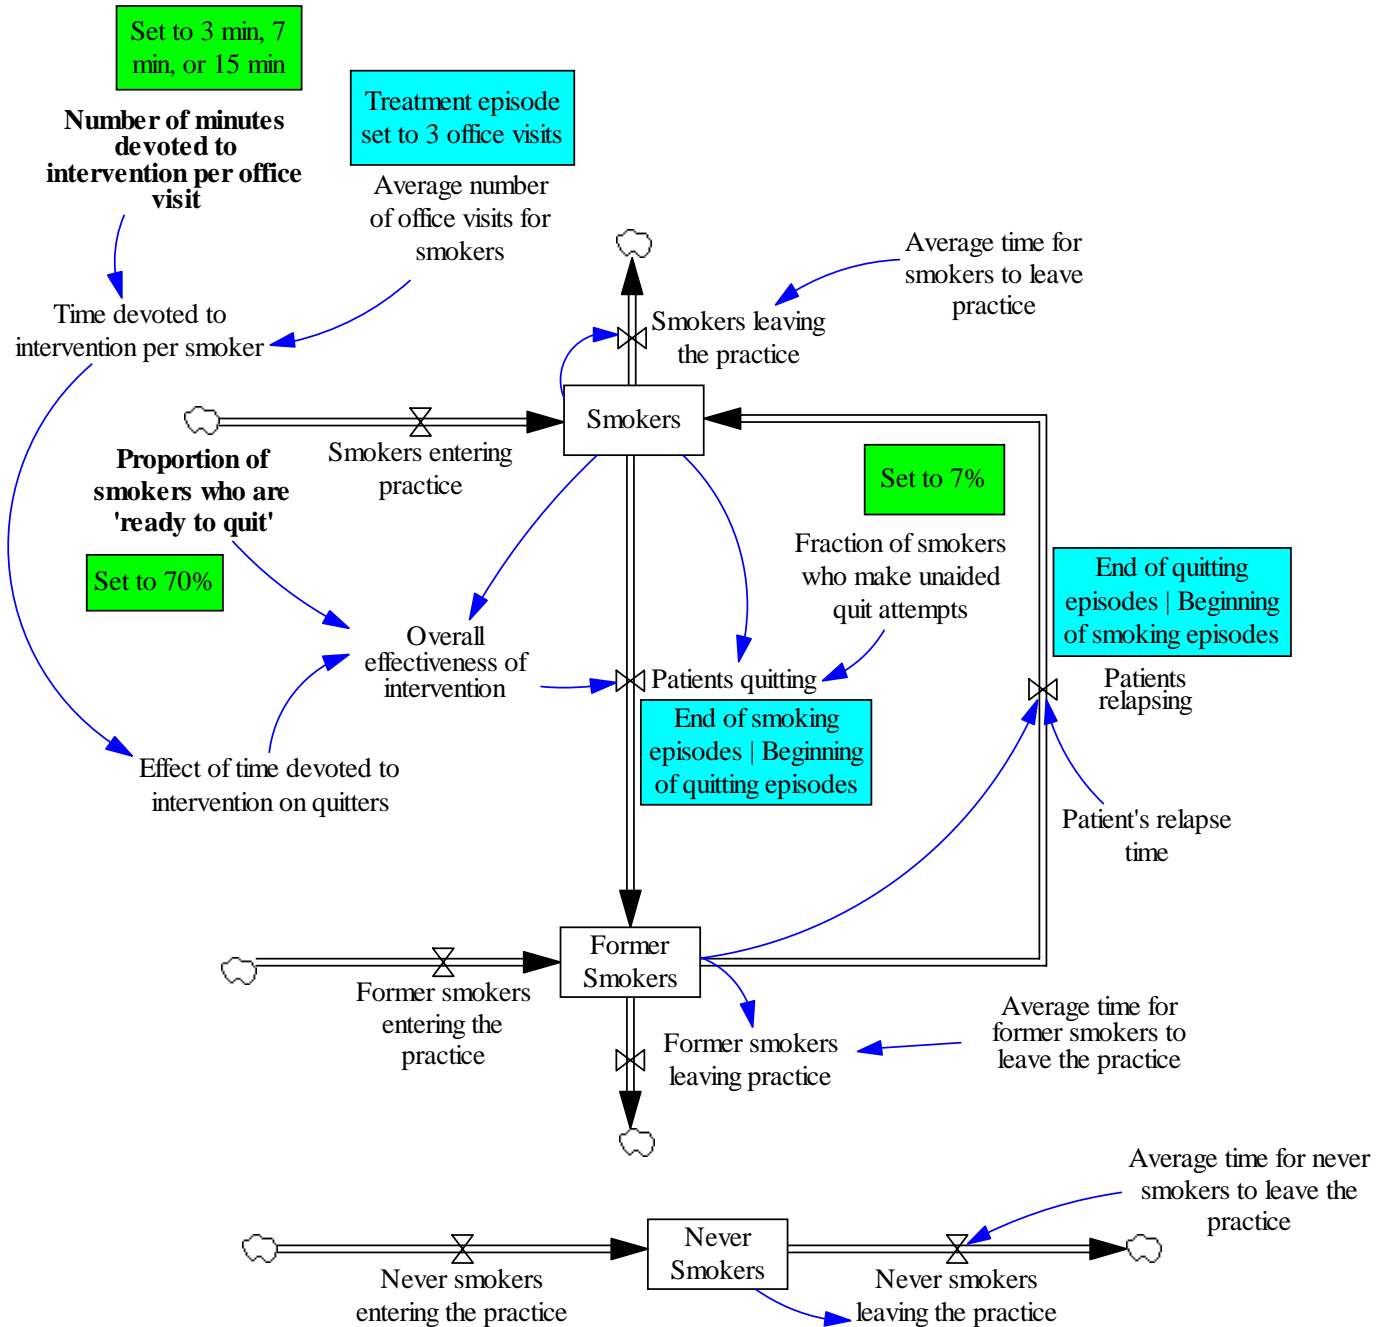 Set to 3 min, 7
min, or 15 min
Number of minutes
devoted to
intervention per office
visit
Treatment episode
set to 3 office visits
Average number
of office visits for
smokers
Average time for
smokers to leave
practice
Time devoted to
intervention per smoker
Smokers leaving
the practice
Smokers
Smokers entering
practice
Proportion of
smokers who are
'ready to quit'
Set to 70%
Set to 7%
Fraction of smokers
who make unaided
quit attempts
End of quitting
episodes | Beginning
of smoking episodes
Overall
effectiveness of
intervention
Patients quitting
Patients
relapsing
End of smoking
episodes | Beginning
of quitting episodes
Effect of time devoted to
intervention on quitters
Patient's relapse
time
Former
Smokers
Former smokers
entering the
practice
Former smokers
leaving practice
Average time for
former smokers to
leave the practice
Average time for never
smokers to leave the
practice
Never
Smokers
Never smokers
entering the practice
Never smokers
leaving the practice